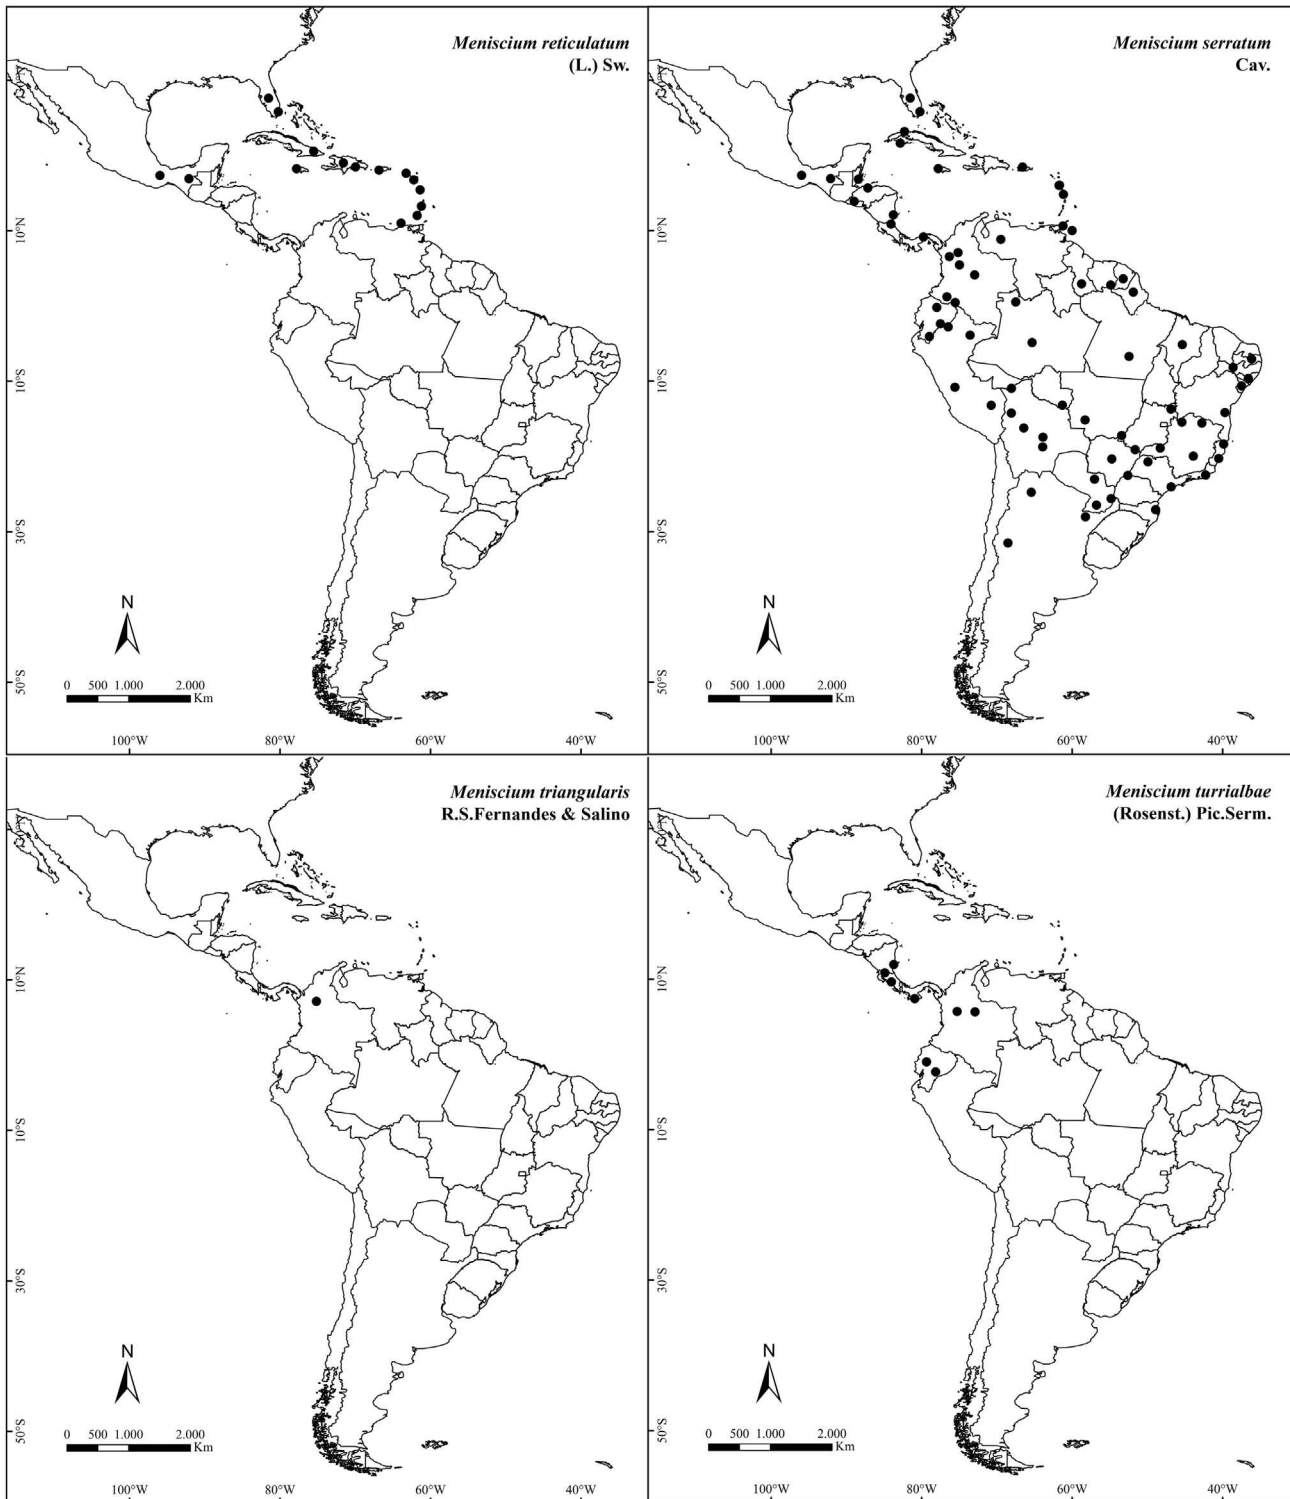 Meniscium reticulatum
(L.) Sw.
10°N
10°S
30°S
50°S
N
0 500 1.000 2.000
Km
100°W 80°W 60°W 40°W
Meniscium serratum
Cav.
10°N
10°S
30°S
50°S
N
0 500 1.000 2.000
Km
100°W 80°W 60°W 40°W
Meniscium triangularis
R.S.Fernandes & Salino
10°N
10°S
30°S
50°S
N
0 500 1.000 2.000
Km
100°W 80°W 60°W 40°W
Meniscium turrialbae
(Rosenst.) Pic.Serm.
10°N
10°S
30°S
50°S
N
0 500 1.000 2.000
Km
100°W 80°W 60°W 40°W